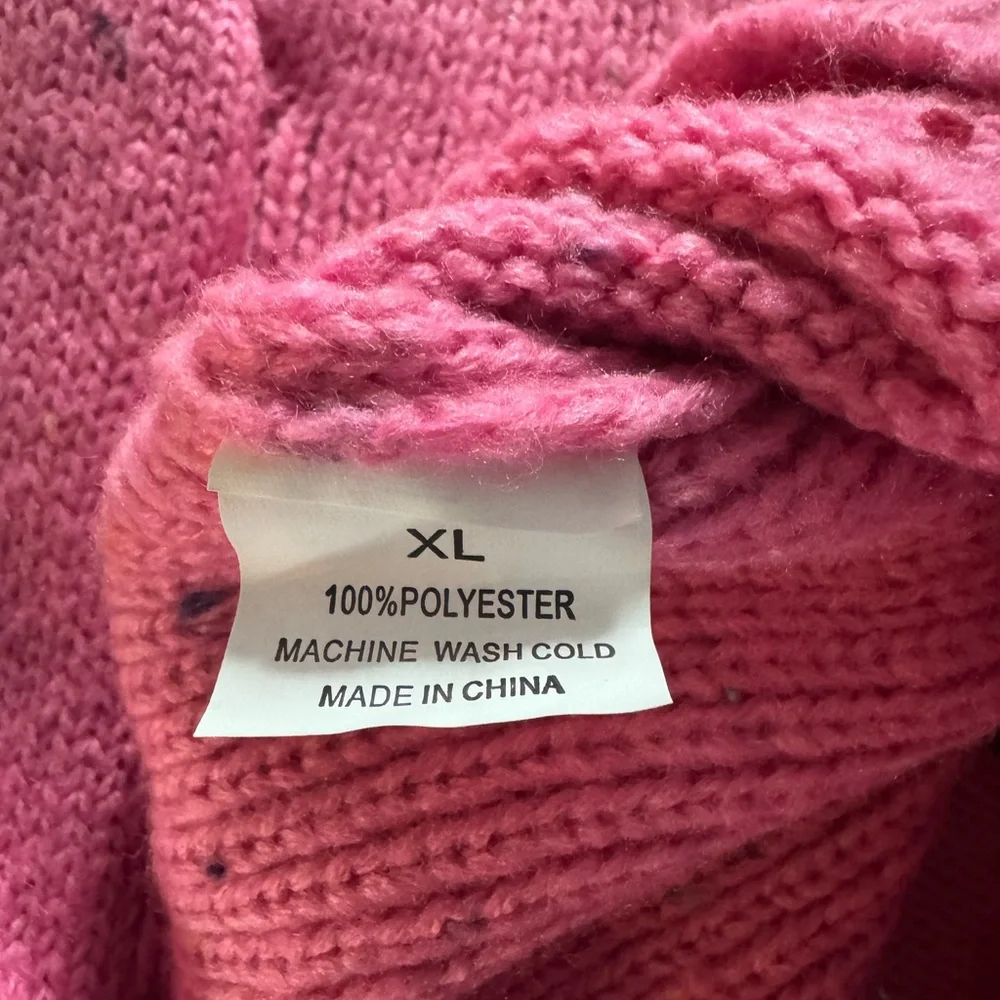 XL
100%POLYESTER
MACHINE WASH COLD
MADE IN CHINA